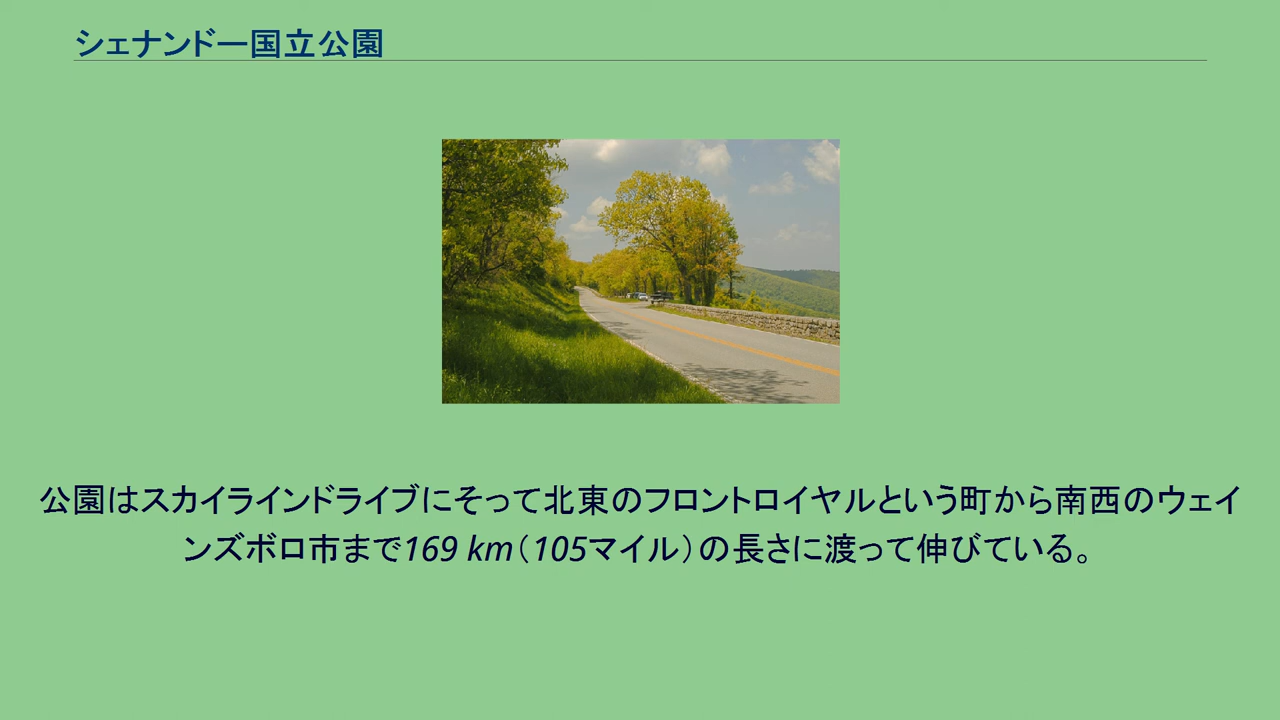 シェナンドー国立公園
公園はスカイラインドライブにそって北東のフロントロイヤルという町から南西のウェイ
ンズボロ市まで169 km（105マイル）の長さに渡って伸びている。